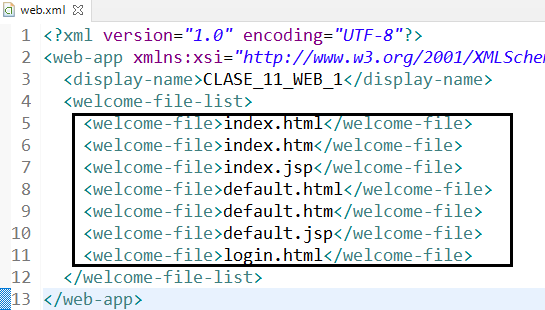 web.xml
1 <?xml version="1.0" encoding="UTF-8"?>
2 <web-app xmlns:xsi="http://www.w3.org/2001/XMLSche
3 <display-name>CLASE_11_WEB_1</display-name>
4 <welcome-file-list>
5 <welcome-file>index.html</welcome-file>
6 <welcome-file>index.htm</welcome-file>
7 <welcome-file>index.jsp</welcome-file>
8 <welcome-file>default.html</welcome-file>
9 <welcome-file>default.htm</welcome-file>
10 <welcome-file>default.jsp</welcome-file>
11 <welcome-file>login.html</welcome-file>
12 </welcome-file-list>
13 </web-app>